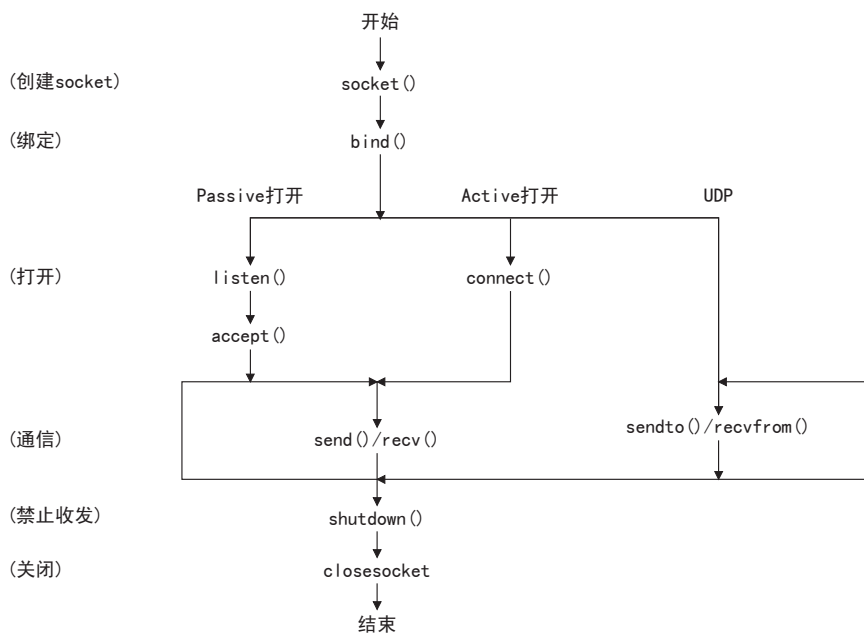 开始
(创建socket)
socket()
(绑定)
bind()
Passive打开
Active打开
UDP
(打开)
listen()
connect()
accept()
(通信)
send()/recv()
sendto()/recvfrom()
(禁止收发)
shutdown()
(关闭)
closesocket
结束